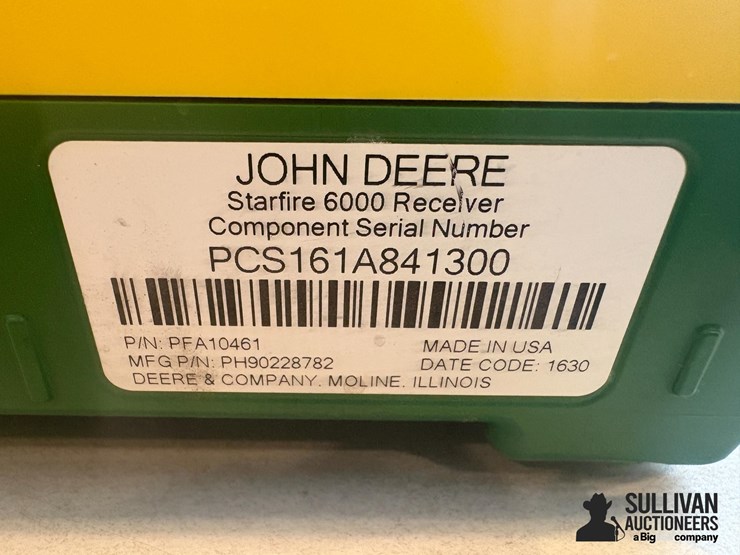 JOHN DEERE
Starfire 6000 Receiver
Component Serial Number
PCS161A841300
P/N: PFA10461
MADE IN USA
MFG P/N: PH90228782
DATE CODE: 1630
DEERE & COMPANY. MOLINE. ILLINOIS
SULLIVAN
AUCTIONEERS
a Big company